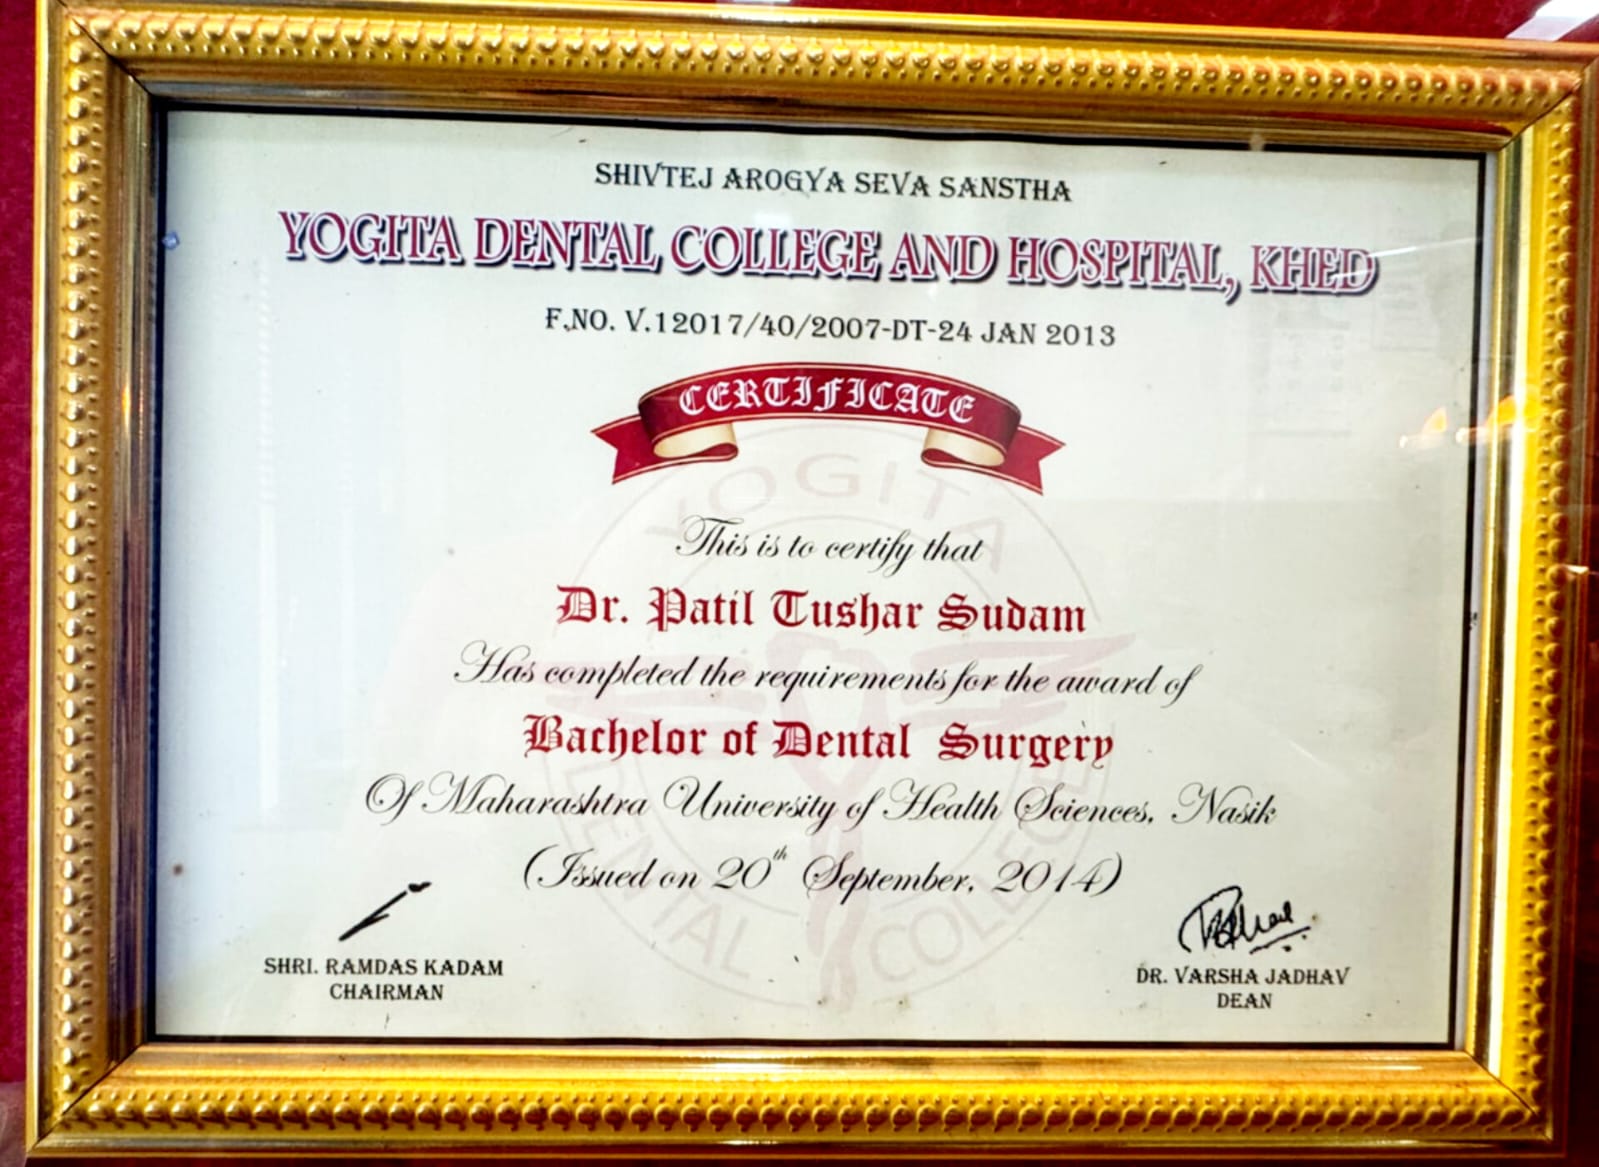 SHIVTEJ AROGYA SEVA SANSTHA
YOGITA DENTAL COLLEGE AND HOSPITAL, KHED
F.NO. V.12017/40/2007-DT-24 JAN 2013
CERTIFICATE
YOGITA
This is to certify that
Dr. Patil Tushar Sudam
Has completed the requirements for the award of
Bachelor of Dental Surgery
Of Maharashtra University of Health Sciences, Nasik
(Issued on 20th September, 2014)
DENTAL COLLEGE
SHRI. RAMDAS KADAM
CHAIRMAN
DR. VARSHA JADHAV
DEAN